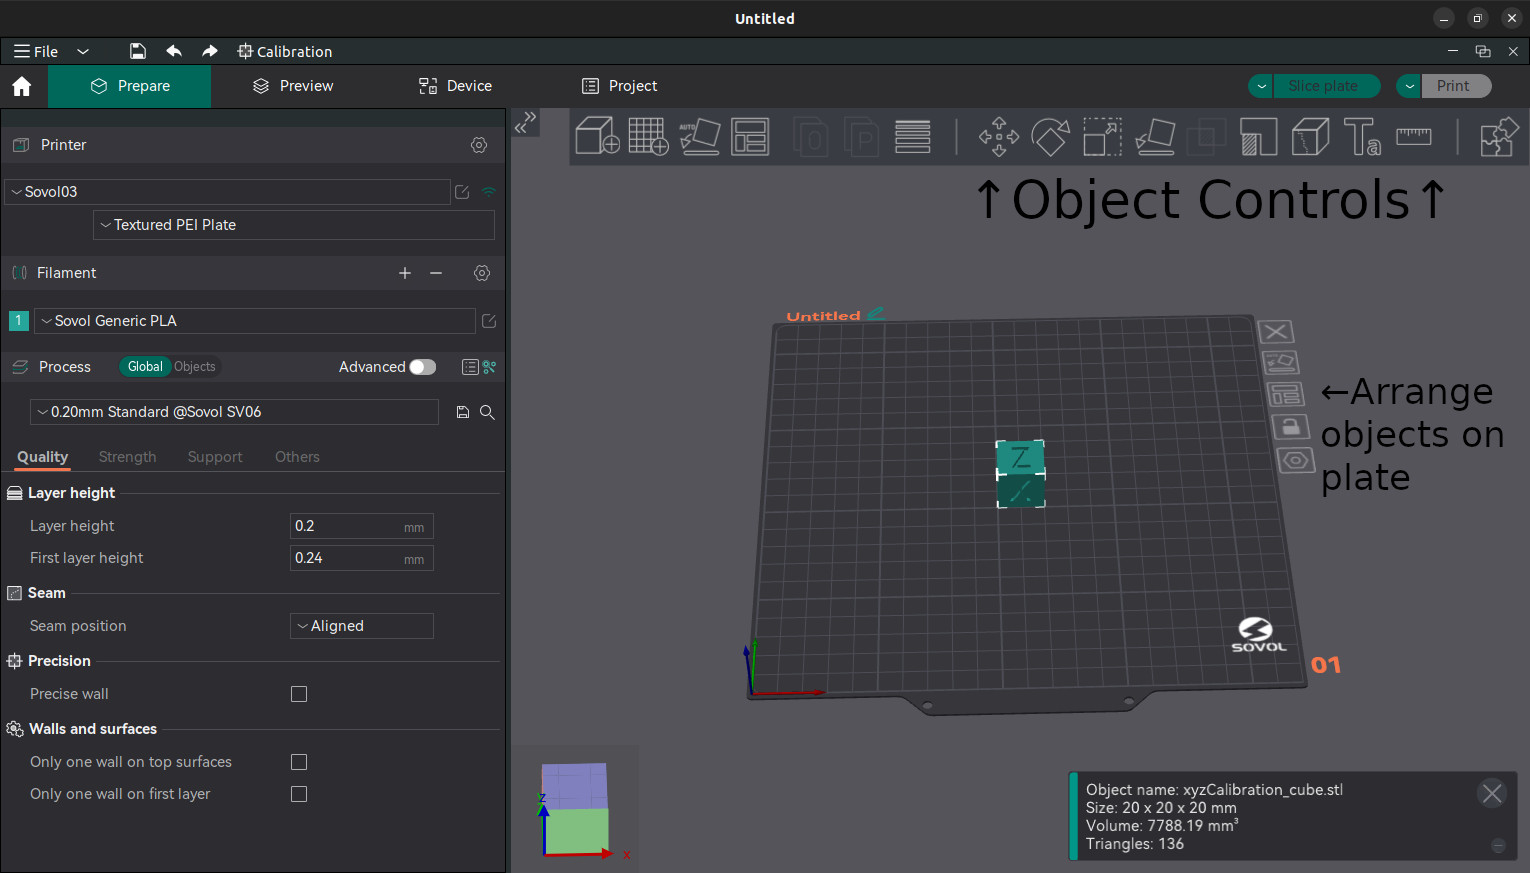 Untitled
File
Calibration
Prepare
Preview
Device
Project
Slice plate
Print
Printer
Sovol03
Textured PEI Plate
Filament
1
Sovol Generic PLA
Process
Global
Objects
Advanced
0.20mm Standard @Sovol SV06
Quality
Strength
Support
Others
Layer height
Layer height
0.2
mm
First layer height
0.24
mm
Seam
Seam position
Aligned
Precision
Precise wall
Walls and surfaces
Only one wall on top surfaces
Only one wall on first layer
AUTO
O
P
Ta
↑Object Controls↑
Untitled
←Arrange
objects on
plate
Z
X
SOVOL
01
Z
X
Object name: xyzCalibration_cube.stl
Size: 20 x 20 x 20 mm
Volume: 7788.19 mm³
Triangles: 136